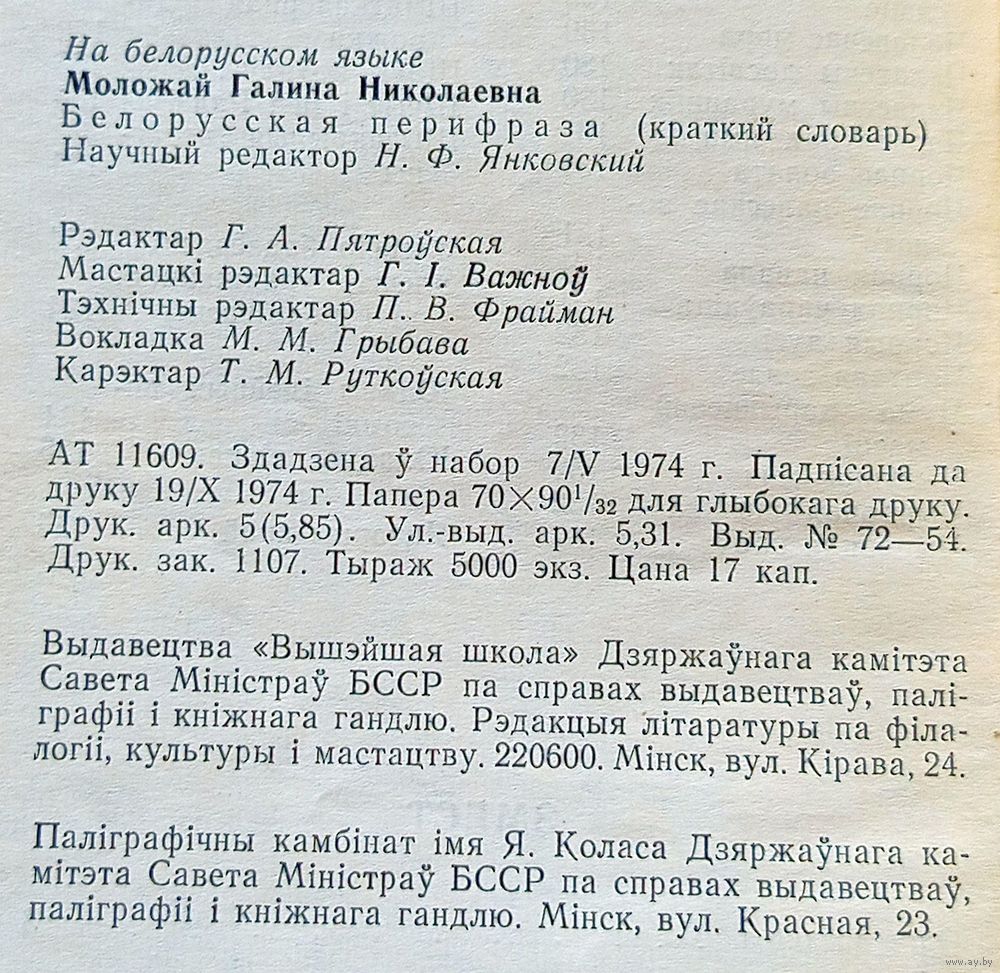 На белорусском языке
Моложай Галина Николаевна
Белорусская перифраза (краткий словарь)
Научный редактор Н. Ф. Янковский
Рэдактар Г. А. Пятроўская
Мастацкі рэдактар Г. І. Важноў
Тэхнічны рэдактар П. В. Фрайман
Вокладка М. М. Грыбава
Карэктар Т. М. Руткоўская
АТ 11609. Здадзена ў набор 7/V 1974 г. Падпісана да
друку 19/X 1974 г. Папера 70×90¹/₃₂ для глыбокага друку.
Друк. арк. 5(5,85). Ул.-выд. арк. 5,31. Выд. № 72—54.
Друк. зак. 1107. Тыраж 5000 экз. Цана 17 кап.
Выдавецтва «Вышэйшая школа» Дзяржаўнага камітэта
Савета Міністраў БССР па справах выдавецтваў, палі-
графіі і кніжнага гандлю. Рэдакцыя літаратуры па філа-
логіі, культуры і мастацтву. 220600. Мінск, вул. Кірава, 24.
Паліграфічны камбінат імя Я. Коласа Дзяржаўнага ка-
мітэта Савета Міністраў БССР па справах выдавецтваў,
паліграфіі і кніжнага гандлю. Мінск, вул. Красная, 23.
www.ay.by